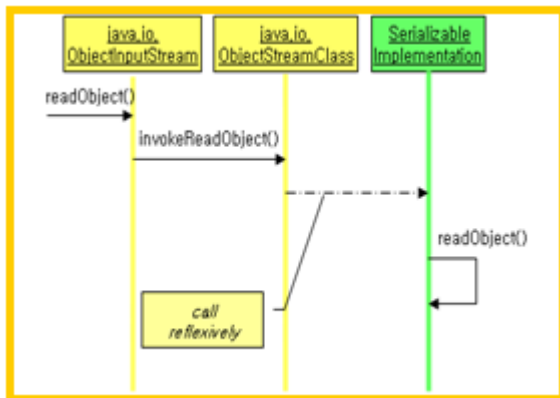 java.io.
ObjectInputStream
java.io.
ObjectStreamClass
Serializable
Implementation
readObject()
invokeReadObject()
readObject()
call
reflexively